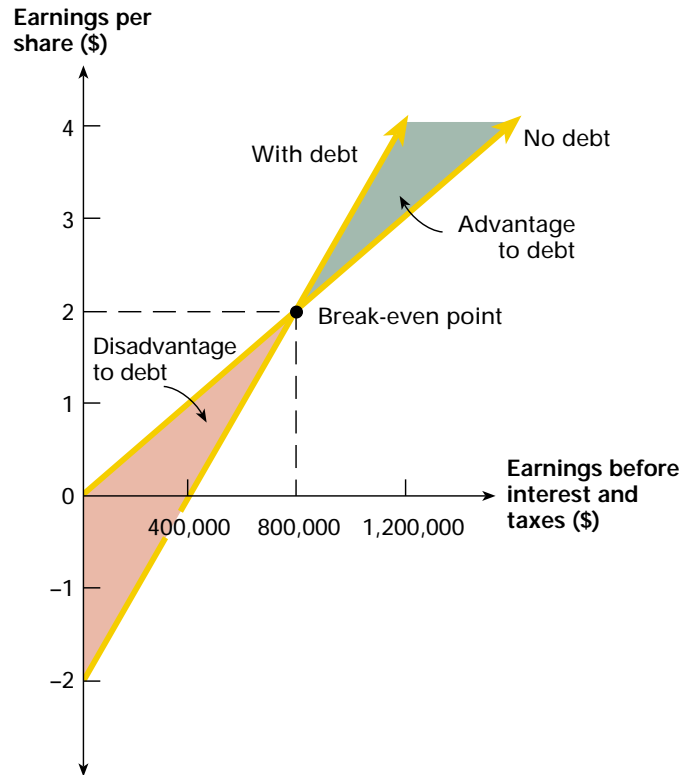 Earnings per
share ($)
4
With debt
No debt
3
Advantage
to debt
2
Break-even point
Disadvantage
to debt
1
Earnings before
interest and
taxes ($)
0
400,000
800,000
1,200,000
–1
–2